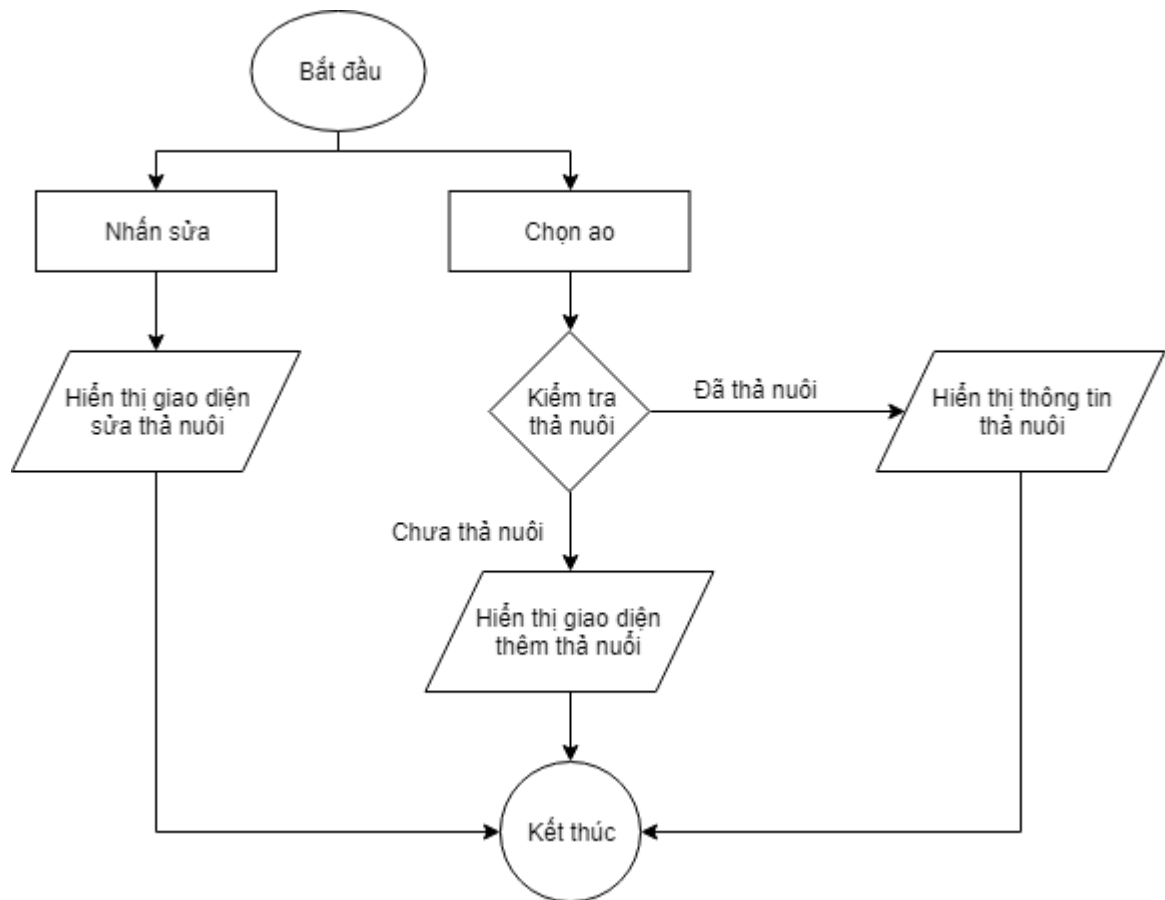 Bắt đầu
Nhấn sửa
Chọn ao
Hiển thị giao diện
sửa thả nuôi
Kiểm tra
thả nuôi
Đã thả nuôi
Hiển thị thông tin
thả nuôi
Chưa thả nuôi
Hiển thị giao diện
thêm thả nuổi
Kết thúc